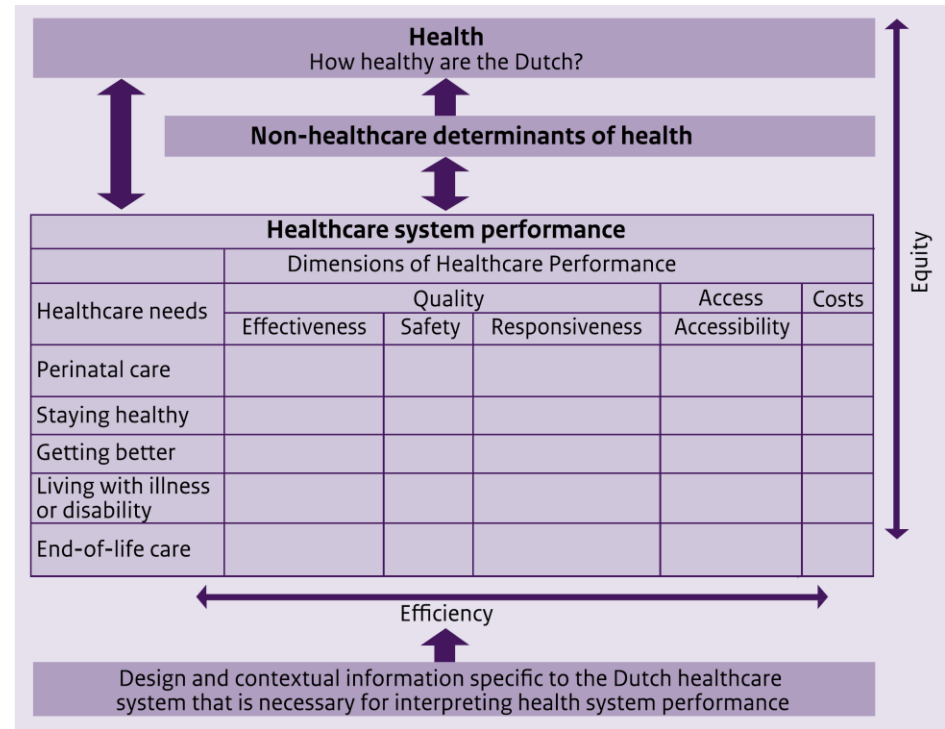 Health
How healthy are the Dutch?
Non-healthcare determinants of health
Healthcare system performance
Dimensions of Healthcare Performance
Healthcare needs
Quality
Access
Costs
Effectiveness
Safety
Responsiveness
Accessibility
Perinatal care
Staying healthy
Getting better
Living with illness
or disability
End-of-life care
Equity
Efficiency
Design and contextual information specific to the Dutch healthcare
system that is necessary for interpreting health system performance